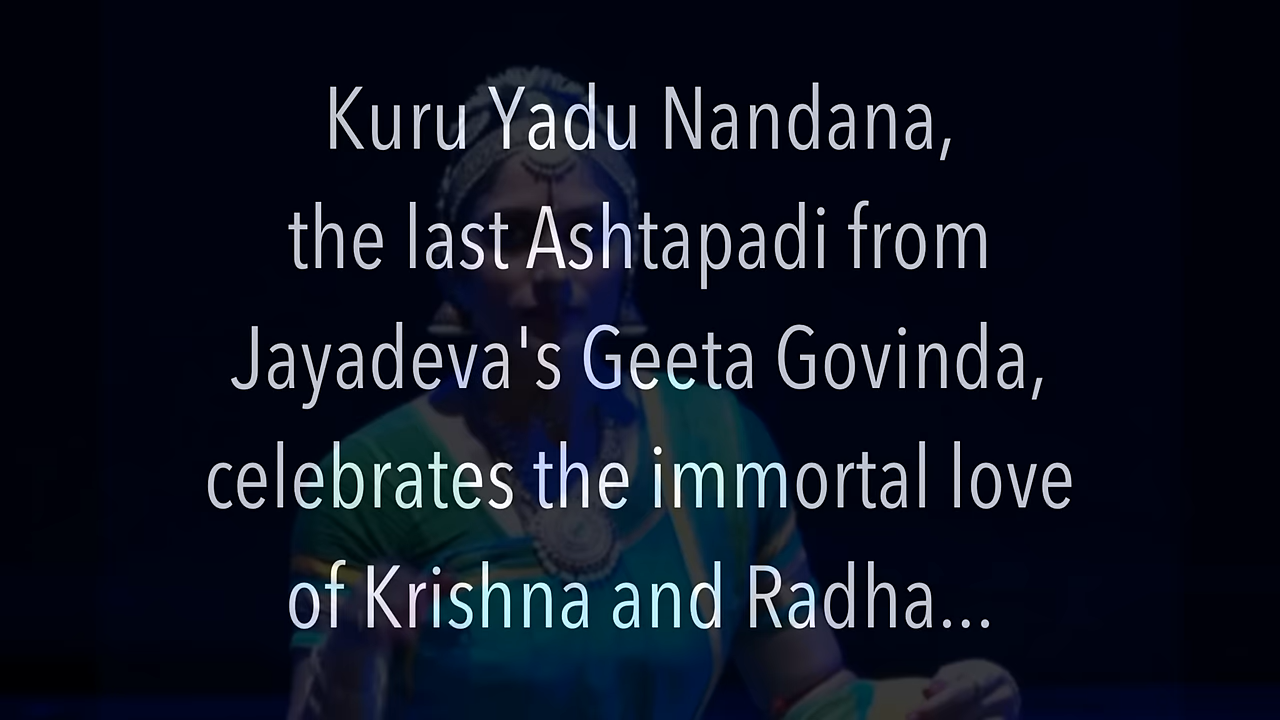 Kuru Yadu Nandana,
the last Ashtapadi from
Jayadeva's Geeta Govinda,
celebrates the immortal love
of Krishna and Radha...